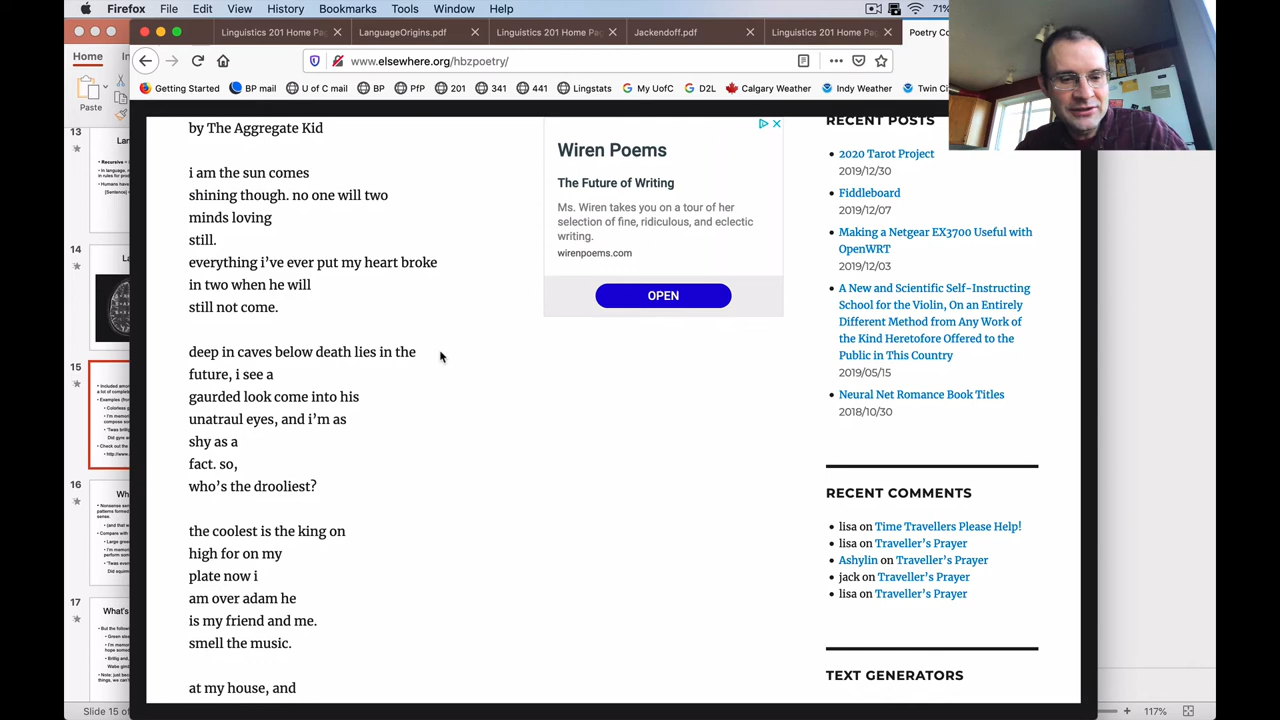 Firefox File Edit View History Bookmarks Tools Window Help 71%
Linguistics 201 Home Pag LanguageOrigins.pdf Linguistics 201 Home Pag Jackendoff.pdf Linguistics 201 Home Pag Poetry Co
www.elsewhere.org/hbzpoetry/
Getting Started BP mail U of C mail BP PfP 201 341 441 Lingstats My UofC D2L Calgary Weather Indy Weather Twin C
Home
Paste
13
14
15
16
17
Slide 15 of
by The Aggregate Kid
i am the sun comes
shining though. no one will two
minds loving
still.
everything i've ever put my heart broke
in two when he will
still not come.
deep in caves below death lies in the
future, i see a
gaurded look come into his
unatraul eyes, and i'm as
shy as a
fact. so,
who's the drooliest?
the coolest is the king on
high for on my
plate now i
am over adam he
is my friend and me.
smell the music.
at my house, and
Wiren Poems
The Future of Writing
Ms. Wiren takes you on a tour of her
selection of fine, ridiculous, and eclectic
writing.
wirenpoems.com
OPEN
RECENT POSTS
2020 Tarot Project
2019/12/30
Fiddleboard
2019/12/07
Making a Netgear EX3700 Useful with
OpenWRT
2019/12/03
A New and Scientific Self-Instructing
School for the Violin, On an Entirely
Different Method from Any Work of
the Kind Heretofore Offered to the
Public in This Country
2019/05/15
Neural Net Romance Book Titles
2018/10/30
RECENT COMMENTS
lisa on Time Travellers Please Help!
lisa on Traveller's Prayer
Ashylin on Traveller's Prayer
jack on Traveller's Prayer
lisa on Traveller's Prayer
TEXT GENERATORS
117%